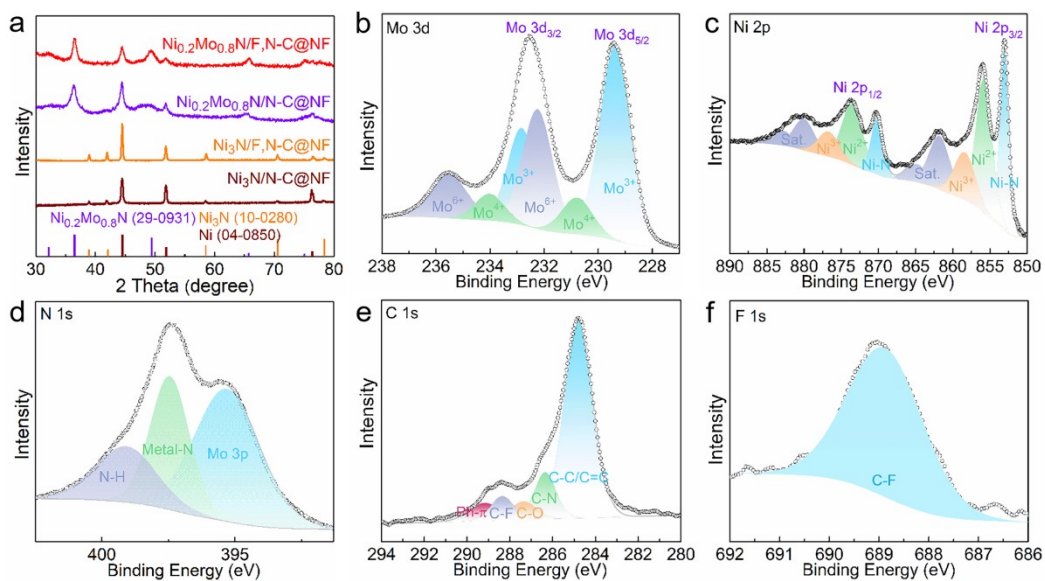 a
Intensity
Ni0.2Mo0.8N/F,N-C@NF
Ni0.2Mo0.8N/N-C@NF
Ni3N/F,N-C@NF
Ni3N/N-C@NF
Ni0.2Mo0.8N (29-0931) Ni3N (10-0280)
Ni (04-0850)
30 40 50 60 70 80
2 Theta (degree)
b
Mo 3d
Intensity
Mo 3d3/2
Mo 3d5/2
Mo6+
Mo4+
Mo3+
Mo6+
Mo4+
Mo3+
238 236 234 232 230 228
Binding Energy (eV)
c
Ni 2p
Intensity
Ni 2p1/2
Ni 2p3/2
Sat.
Ni3+
Ni2+
Ni-N
Sat.
Ni3+
Ni2+
Ni-N
890 885 880 875 870 865 855 850
Binding Energy (eV)
d
N 1s
Intensity
N-H
Metal-N
Mo 3p
400 395
Binding Energy (eV)
e
C 1s
Intensity
Ph-π
C-F
C-O
C-N
C-C/C=C
294 292 290 288 286 284 282 280
Binding Energy (eV)
f
F 1s
Intensity
C-F
692 691 690 689 688 687 686
Binding Energy (eV)